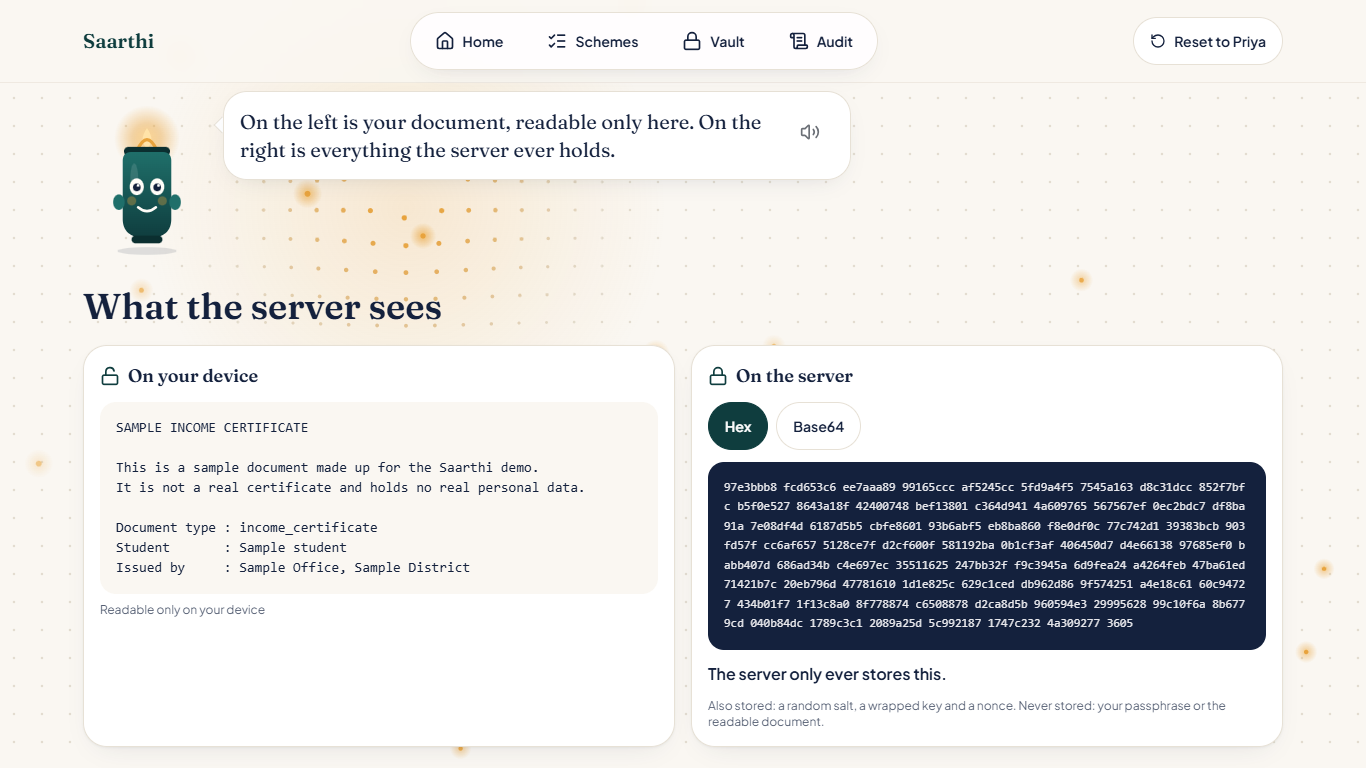 Saarthi
Home
Schemes
Vault
Audit
Reset to Priya
On the left is your document, readable only here. On the
right is everything the server ever holds.
What the server sees
On your device
SAMPLE INCOME CERTIFICATE
This is a sample document made up for the Saarthi demo.
It is not a real certificate and holds no real personal data.
Document type : income_certificate
Student : Sample student
Issued by : Sample Office, Sample District
Readable only on your device
On the server
Hex
Base64
97e3bbb8 fcd653c6 ee7aaa89 99165ccc af5245cc 5fd9a4f5 7545a163 d8c31dcc 852f7bf
c b5f0e527 8643a18f 42400748 bef13801 c364d941 4a609765 567567ef 0ec2bdc7 df8ba
91a 7e08df4d 6187d5b5 cbfe8601 93b6abf5 eb8ba860 f8e0df0c 77c742d1 39383bcb 903
fd57f cc6af657 5128ce7f d2cf600f 581192ba 0b1cf3af 406450d7 d4e66138 97685ef0 b
abb407d 686ad34b c4e697ec 35511625 247bb32f f9c3945a 6d9fea24 a4264feb 47ba61ed
71421b7c 20eb796d 47781610 1d1e825c 629c1ced db962d86 9f574251 a4e18c61 60c9472
7 434b01f7 1f13c8a0 8f778874 c6508878 d2ca8d5b 960594e3 29995628 99c10f6a 8b677
9cd 040b84dc 1789c3c1 2089a25d 5c992187 1747c232 4a309277 3605
The server only ever stores this.
Also stored: a random salt, a wrapped key and a nonce. Never stored: your passphrase or the
readable document.